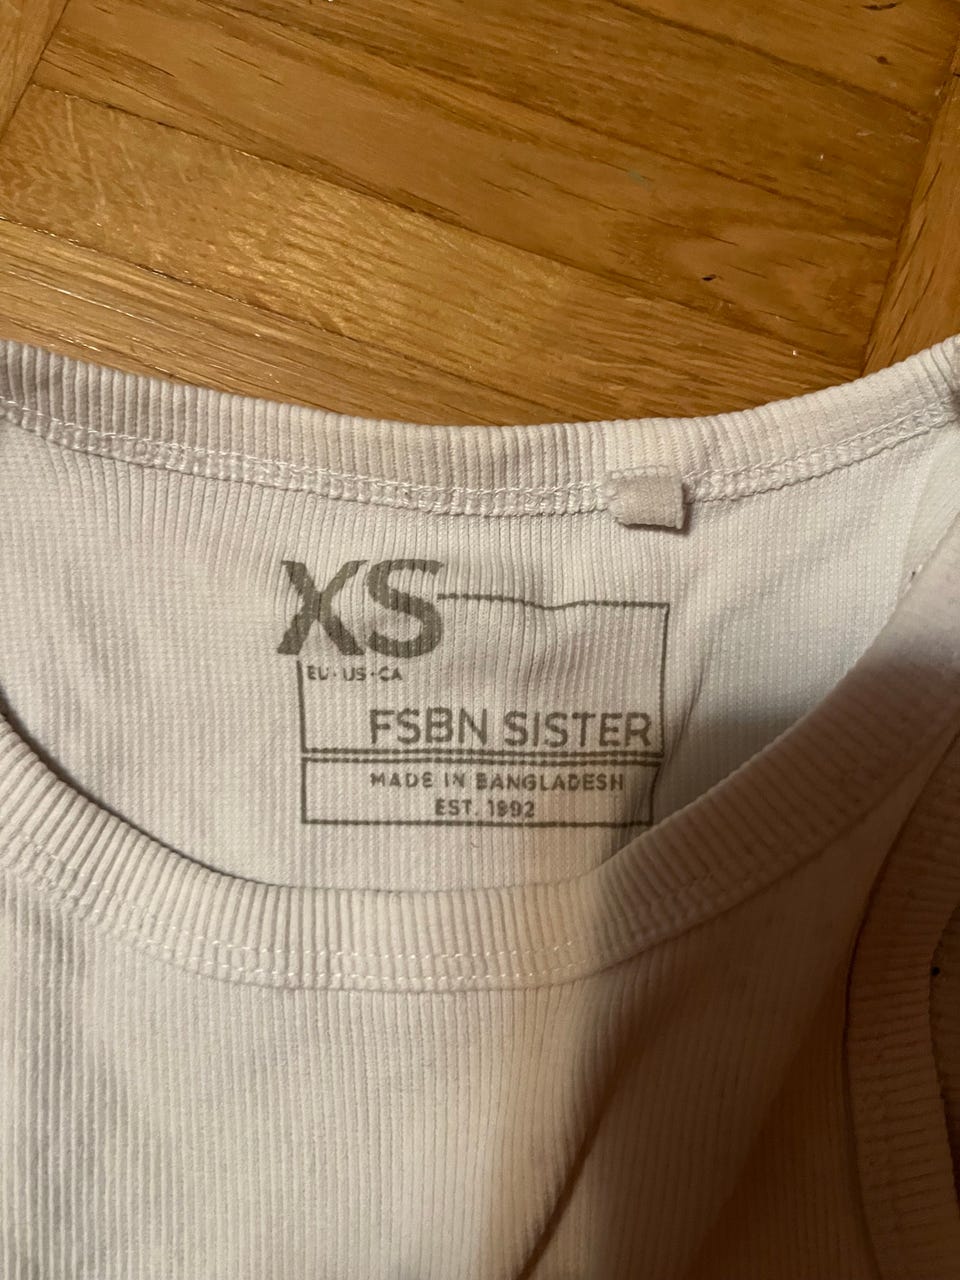 XS
EU · US · CA
FSBN SISTER
MADE IN BANGLADESH
EST. 1992